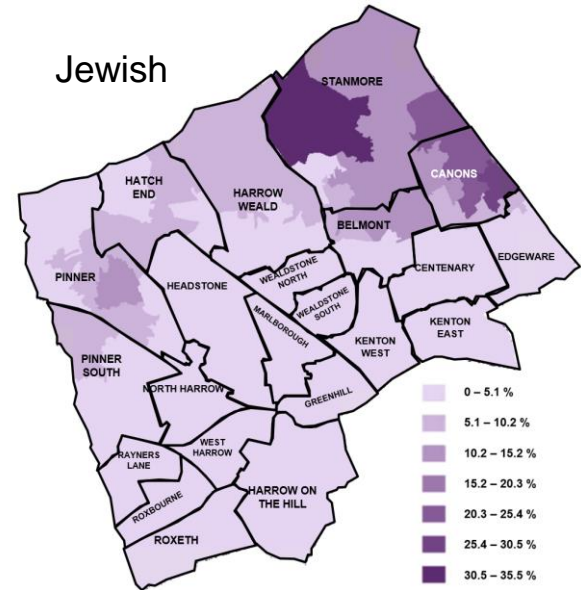 Jewish
STANMORE
CANONS
HATCH
END
HARROW
WEALD
BELMONT
PINNER
HEADSTONE
WEALDSTONE
NORTH
WEALDSTONE
SOUTH
CENTENARY
EDGEWARE
MARLBOROUGH
KENTON
WEST
KENTON
EAST
PINNER
SOUTH
NORTH HARROW
GREENHILL
WEST
HARROW
RAYNERS
LANE
ROXBOURNE
HARROW ON
THE HILL
ROXETH
0 – 5.1 %
5.1 – 10.2 %
10.2 – 15.2 %
15.2 – 20.3 %
20.3 – 25.4 %
25.4 – 30.5 %
30.5 – 35.5 %